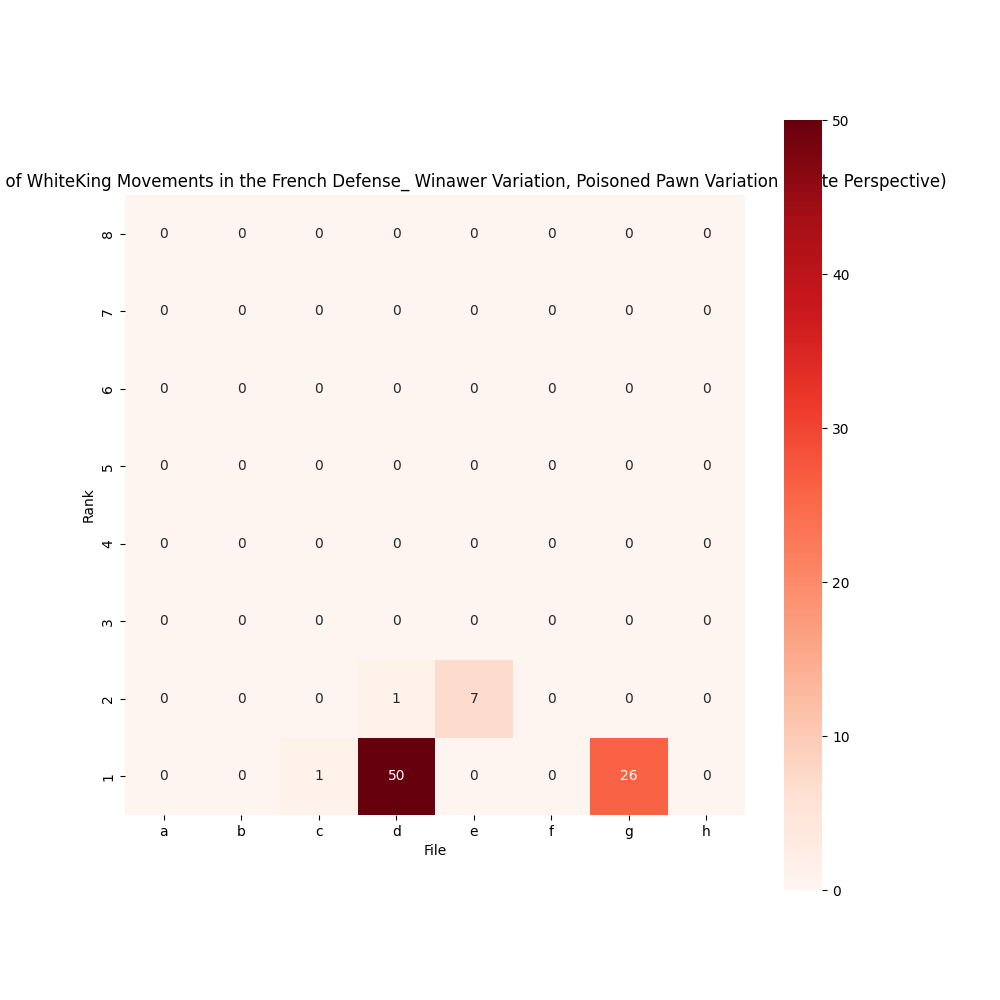 of WhiteKing Movements in the French Defense_ Winawer Variation, Poisoned Pawn Variation te Perspective)
50
40
30
20
10
0
Rank
8 0 0 0 0 0 0 0 0
7 0 0 0 0 0 0 0 0
6 0 0 0 0 0 0 0 0
5 0 0 0 0 0 0 0 0
4 0 0 0 0 0 0 0 0
3 0 0 0 0 0 0 0 0
2 0 0 0 1 7 0 0 0
1 0 0 1 50 0 0 26 0
a b c d e f g h
File